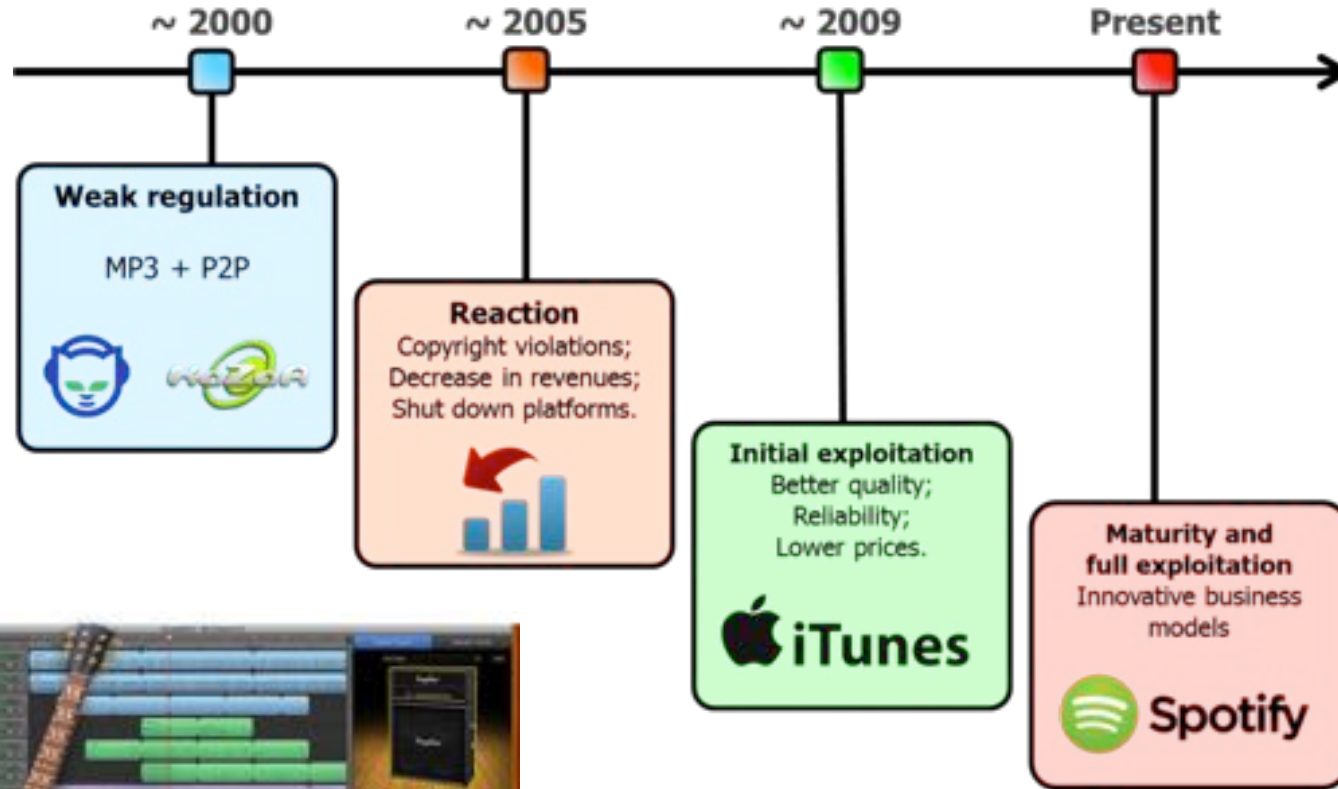 ~ 2000
~ 2005
~ 2009
Present
Weak regulation
MP3 + P2P
KaZaA
Reaction
Copyright violations;
Decrease in revenues;
Shut down platforms.
Initial exploitation
Better quality;
Reliability;
Lower prices.
iTunes
Maturity and
full exploitation
Innovative business
models
Spotify